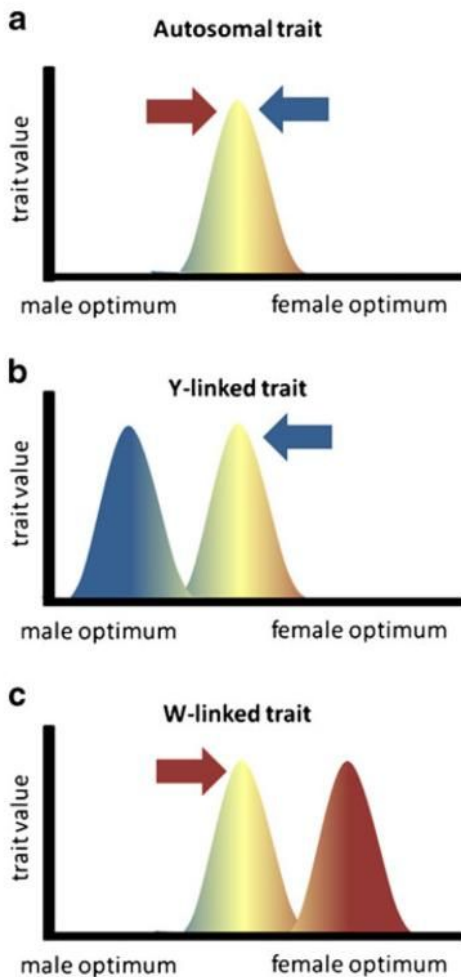 a
Autosomal trait
trait value
male optimum female optimum
b
Y-linked trait
trait value
male optimum female optimum
c
W-linked trait
trait value
male optimum female optimum